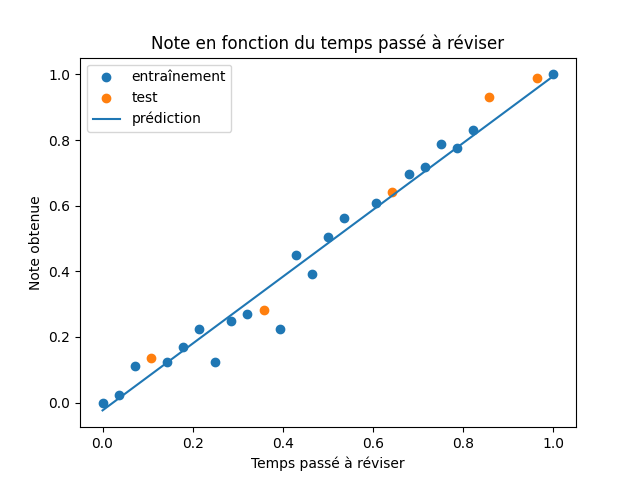 Note en fonction du temps passé à réviser
entraînement
test
prédiction
1.0
0.8
0.6
0.4
0.2
0.0
Note obtenue
0.0 0.2 0.4 0.6 0.8 1.0
Temps passé à réviser